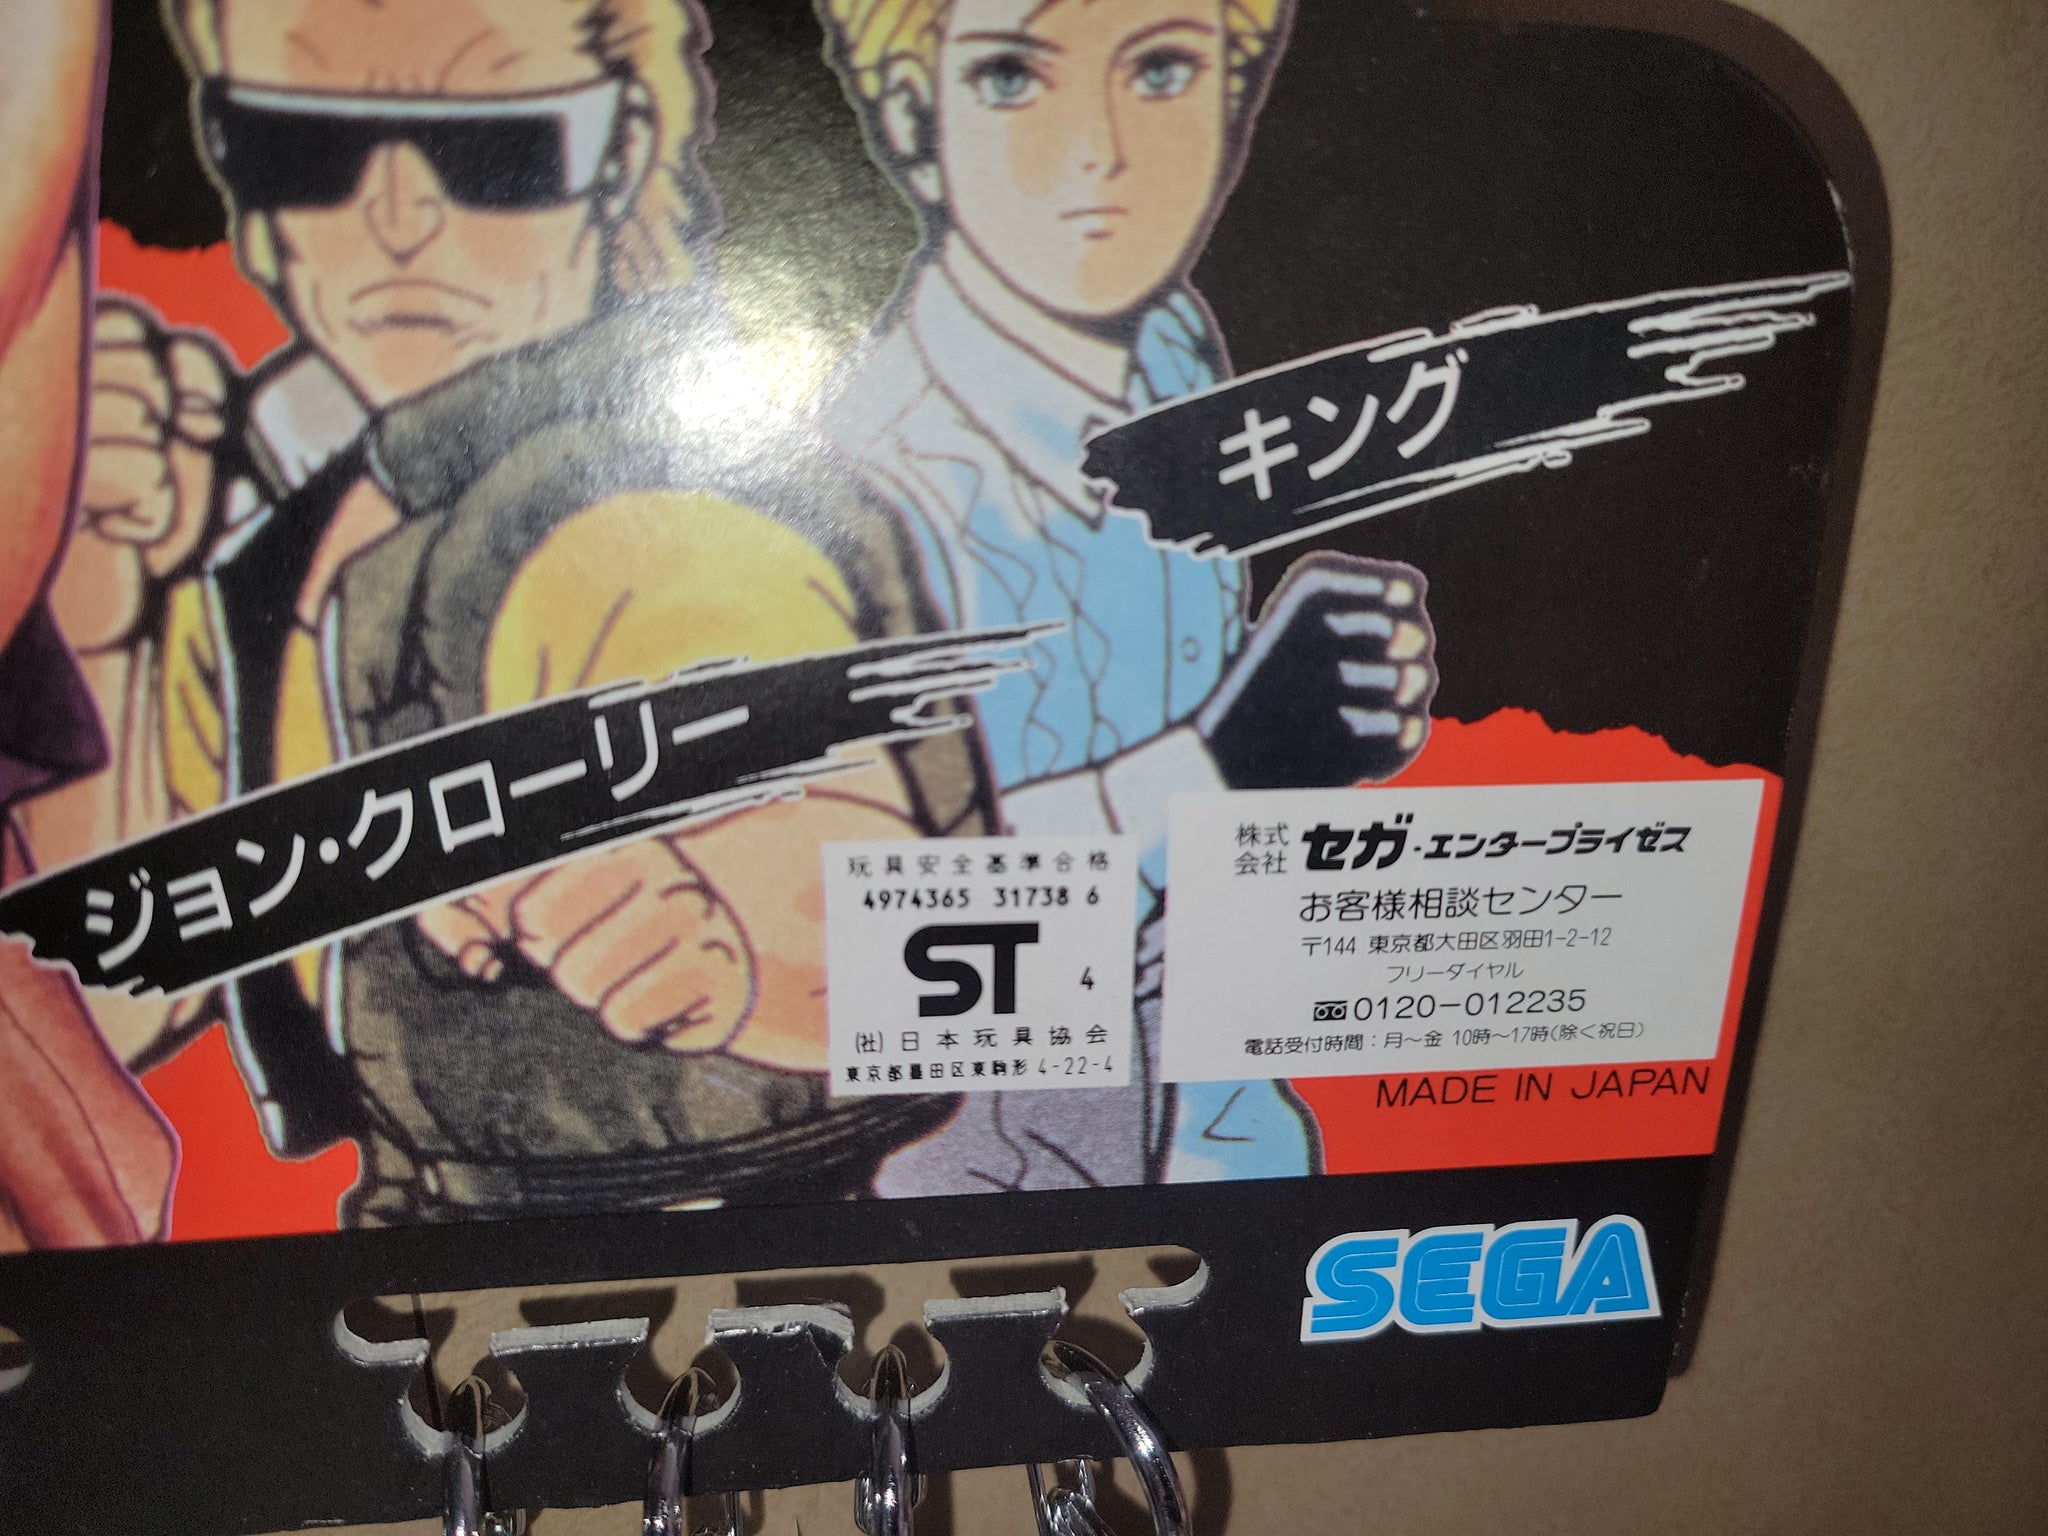 キング
ジョン・クローリー
玩具安全基準合格
4974365 31738 6
ST 4
(社)日本玩具協会
東京都墨田区東駒形4-22-4
株式会社 セガ・エンタープライゼス
お客様相談センター
〒144 東京都大田区羽田1-2-12
フリーダイヤル
0120-012235
電話受付時間：月〜金 10時〜17時(除く祝日)
MADE IN JAPAN
SEGA